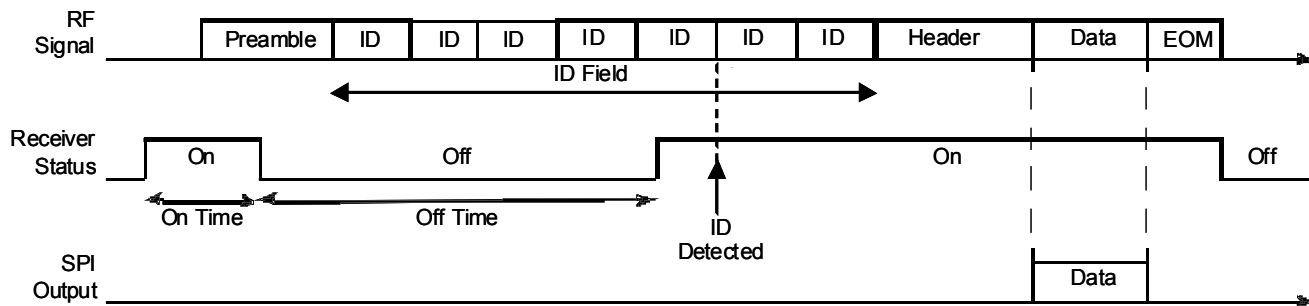 RF
Signal
Preamble ID ID ID ID ID ID ID Header Data EOM
ID Field
Receiver
Status
On Off On Off
On Time Off Time
ID
Detected
SPI
Output
Data